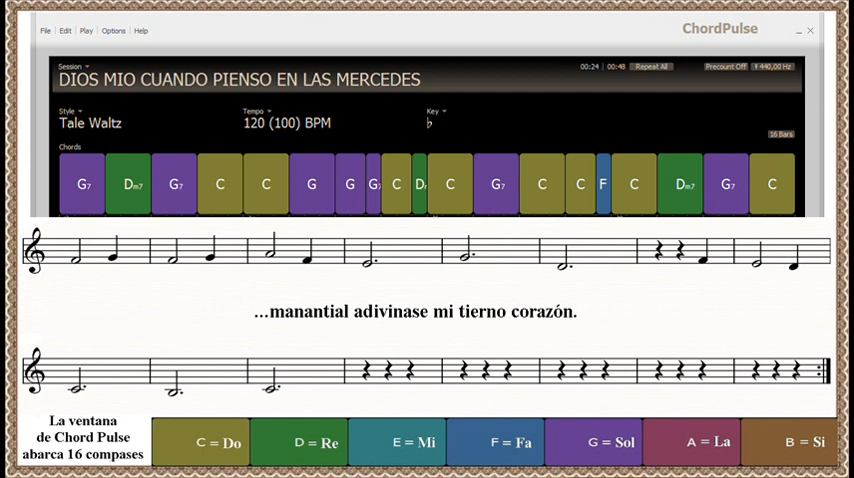 File Edit Play Options Help
ChordPulse
Session
00:24 00:48 Repeat All Precount Off 440,00 Hz
DIOS MIO CUANDO PIENSO EN LAS MERCEDES
Style Tempo Key
Tale Waltz 120 (100) BPM ♭
16 Bars
Chords
G7 Dm7 G7 C C G G G7 C C G7 C C F C Dm7 G7 C
...manantial adivinase mi tierno corazón.
La ventana
de Chord Pulse
abarca 16 compases
C = Do D = Re E = Mi F = Fa G = Sol A = La B = Si